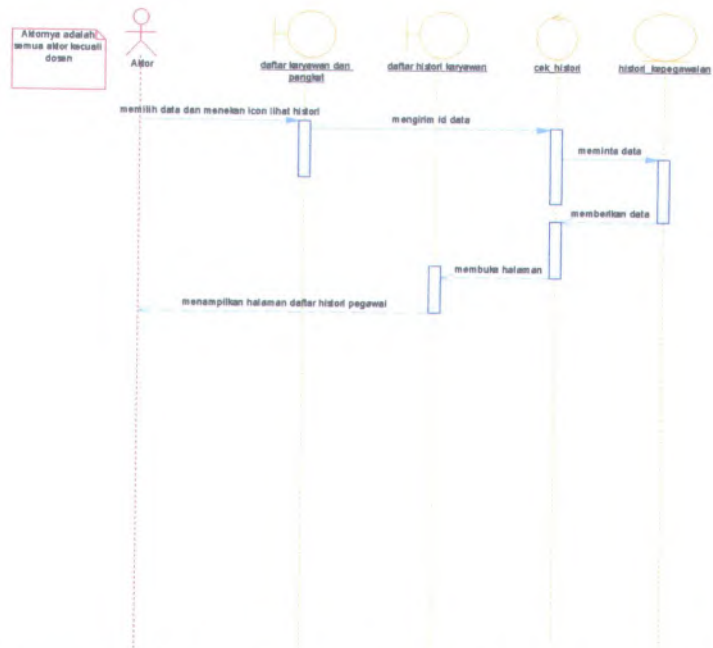 Aktornya adalah
semua aktor kecuali
dosen
Aktor
daftar karyawan dan
pangkat
daftar histori karyawan
cek_histori
histori_kepegawaian
memilih data dan menekan icon lihat histori
mengirim id data
meminta data
memberikan data
membuka halaman
menampilkan halaman daftar histori pegawai